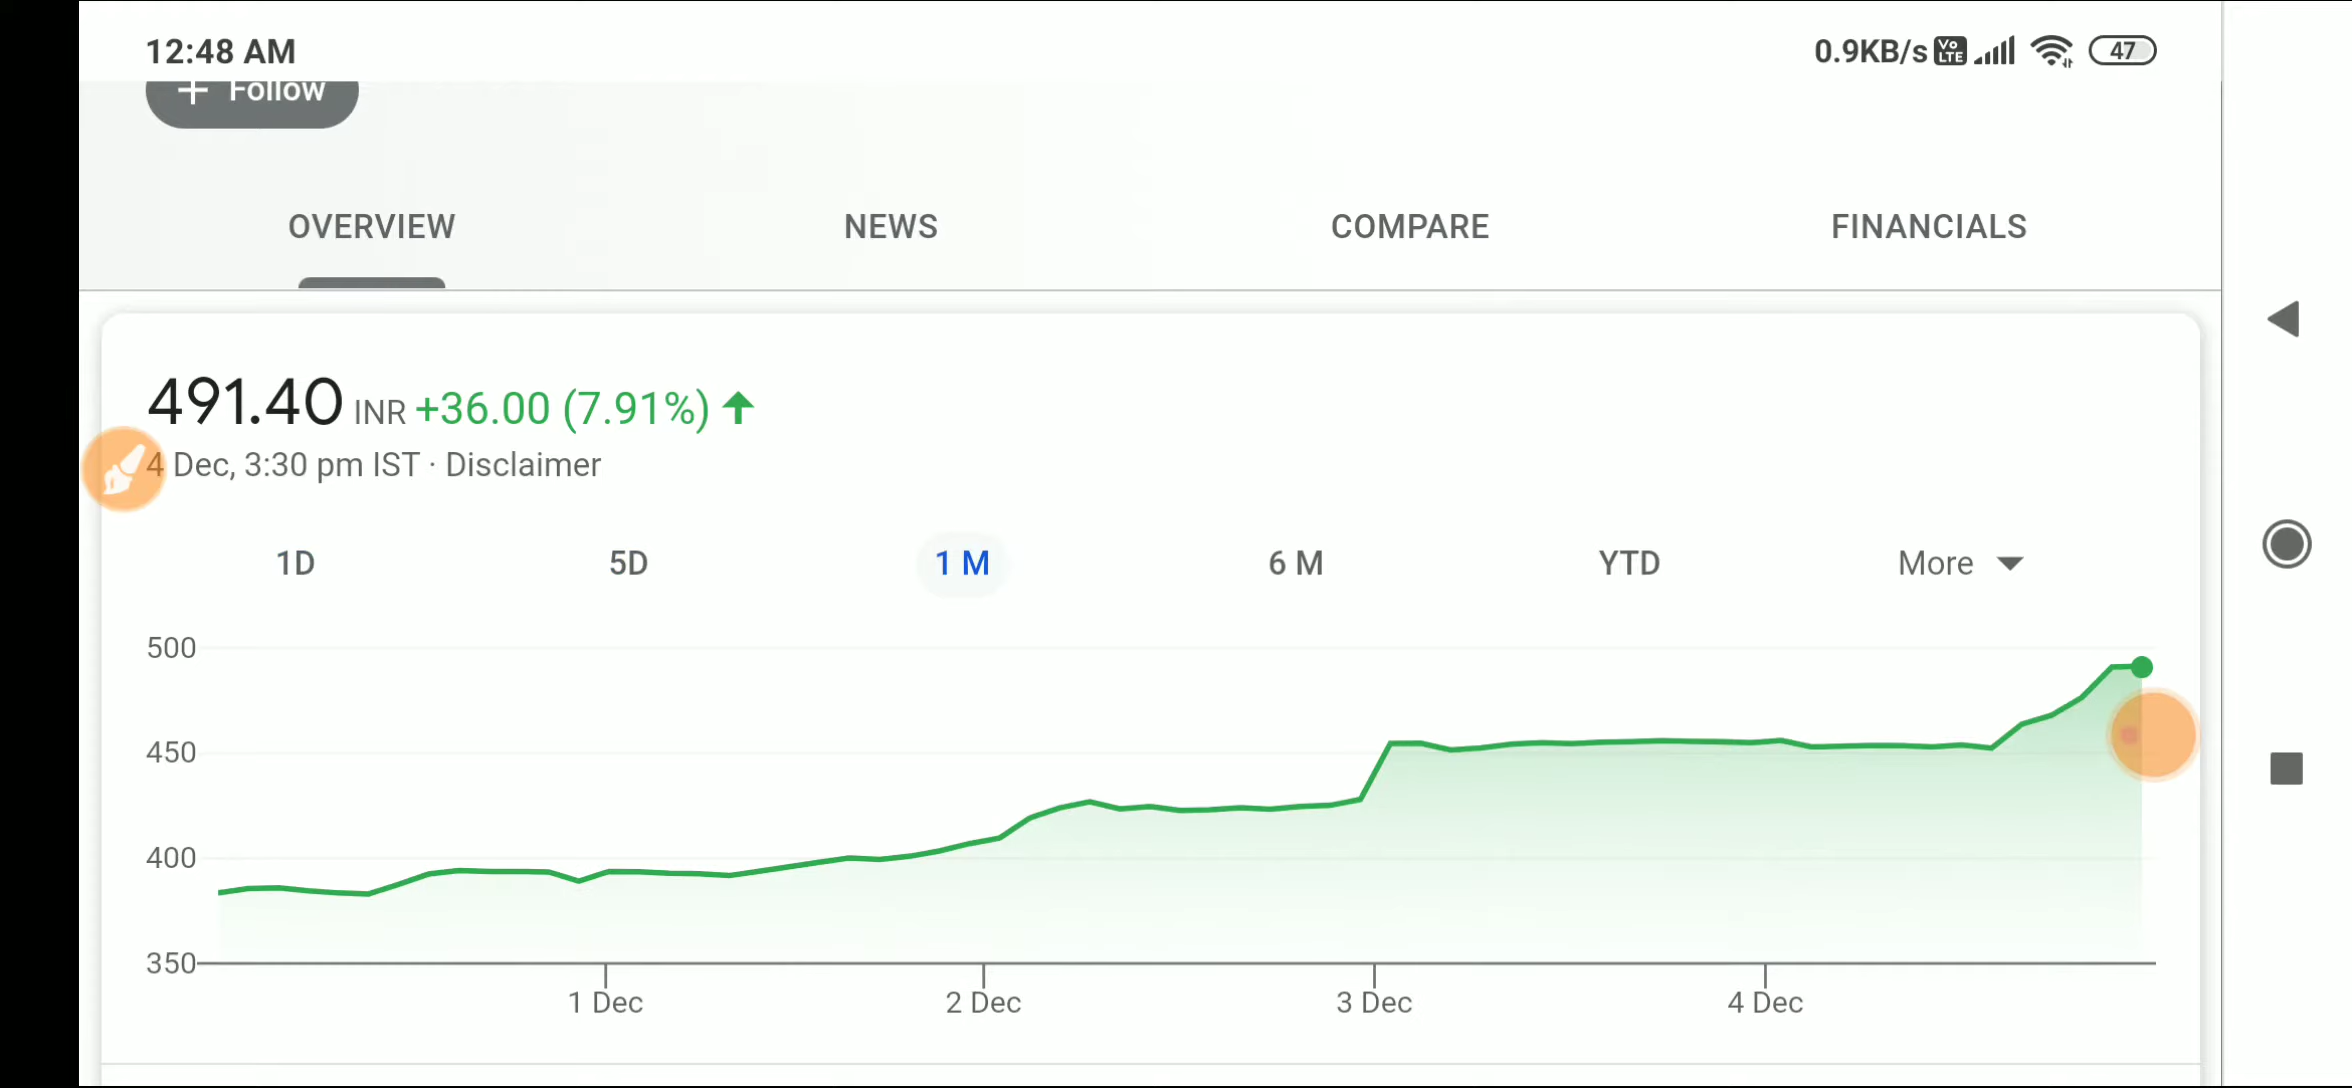 12:48 AM
0.9KB/s Vo LTE 47
+ Follow
OVERVIEW NEWS COMPARE FINANCIALS
491.40 INR +36.00 (7.91%)
4 Dec, 3:30 pm IST · Disclaimer
1D 5D 1 M 6 M YTD More
500
450
400
350
1 Dec 2 Dec 3 Dec 4 Dec